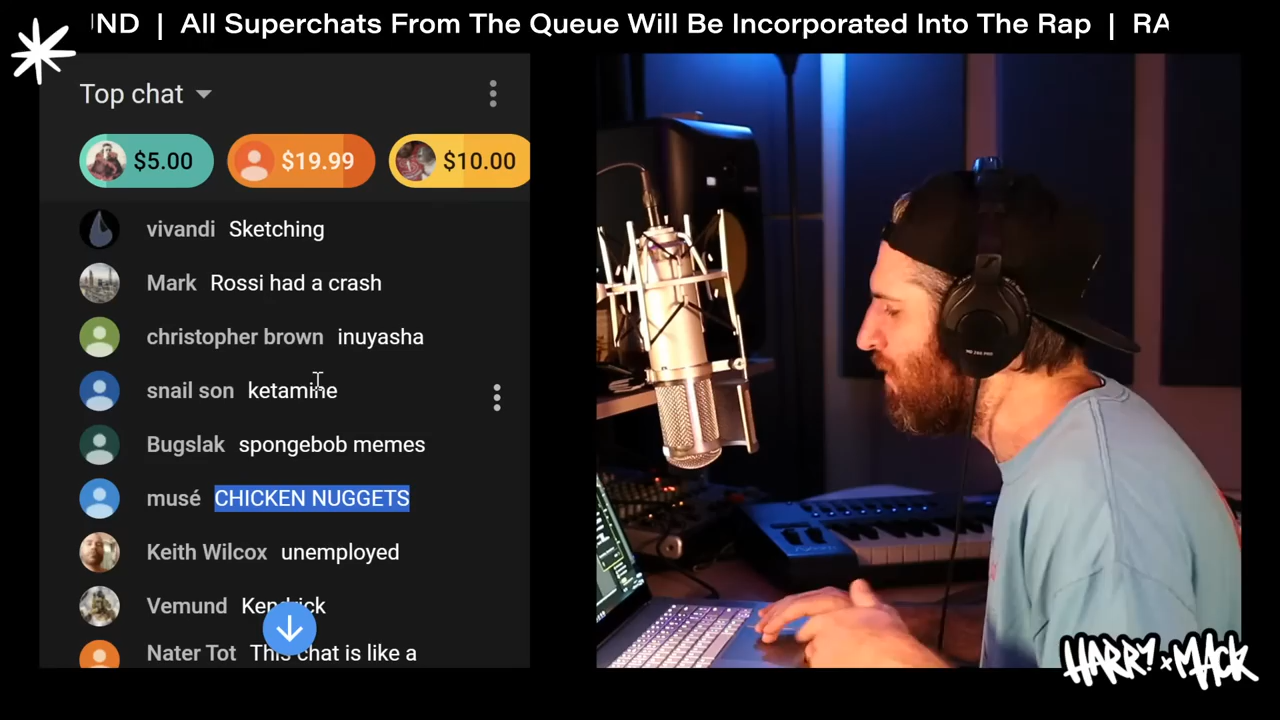 UND | All Superchats From The Queue Will Be Incorporated Into The Rap | RA
Top chat
$5.00
$19.99
$10.00
vivandi Sketching
Mark Rossi had a crash
christopher brown inuyasha
snail son ketamine
Bugslak spongebob memes
musé CHICKEN NUGGETS
Keith Wilcox unemployed
Vemund Kendrick
Nater Tot This chat is like a
HARRY x MACK